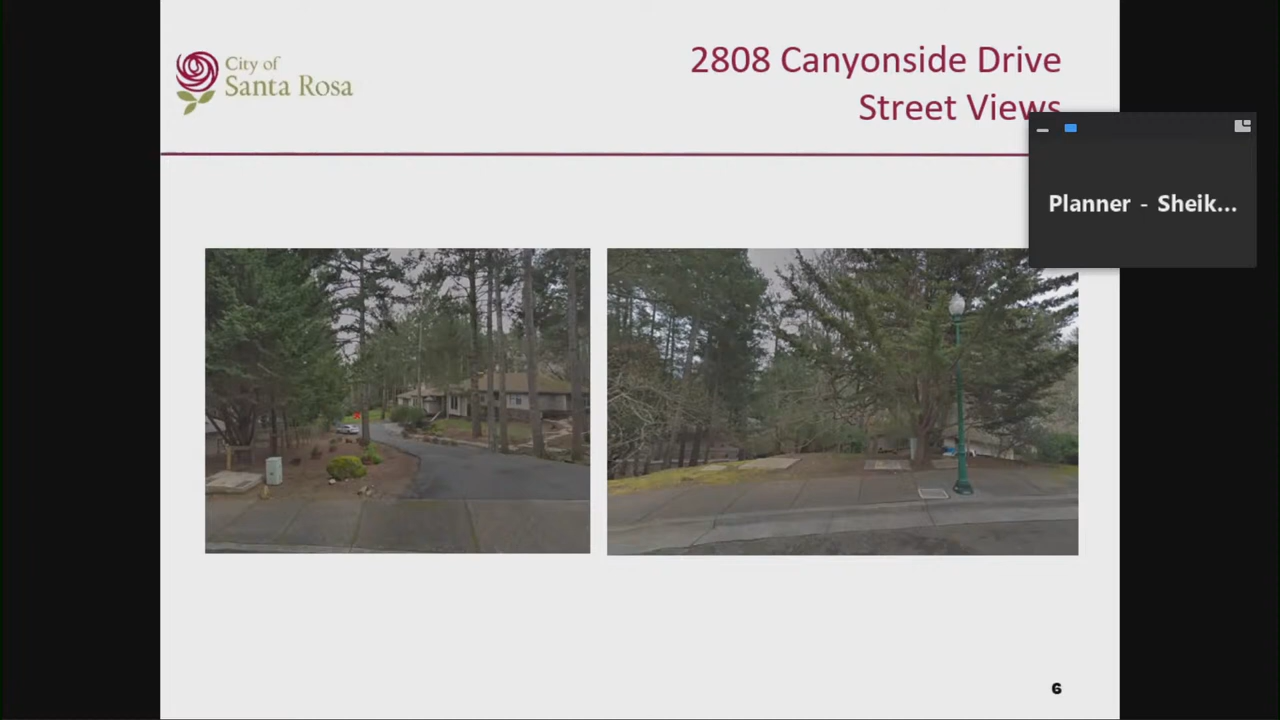 City of
Santa Rosa
2808 Canyonside Drive
Street Views
Planner - Sheik...
6